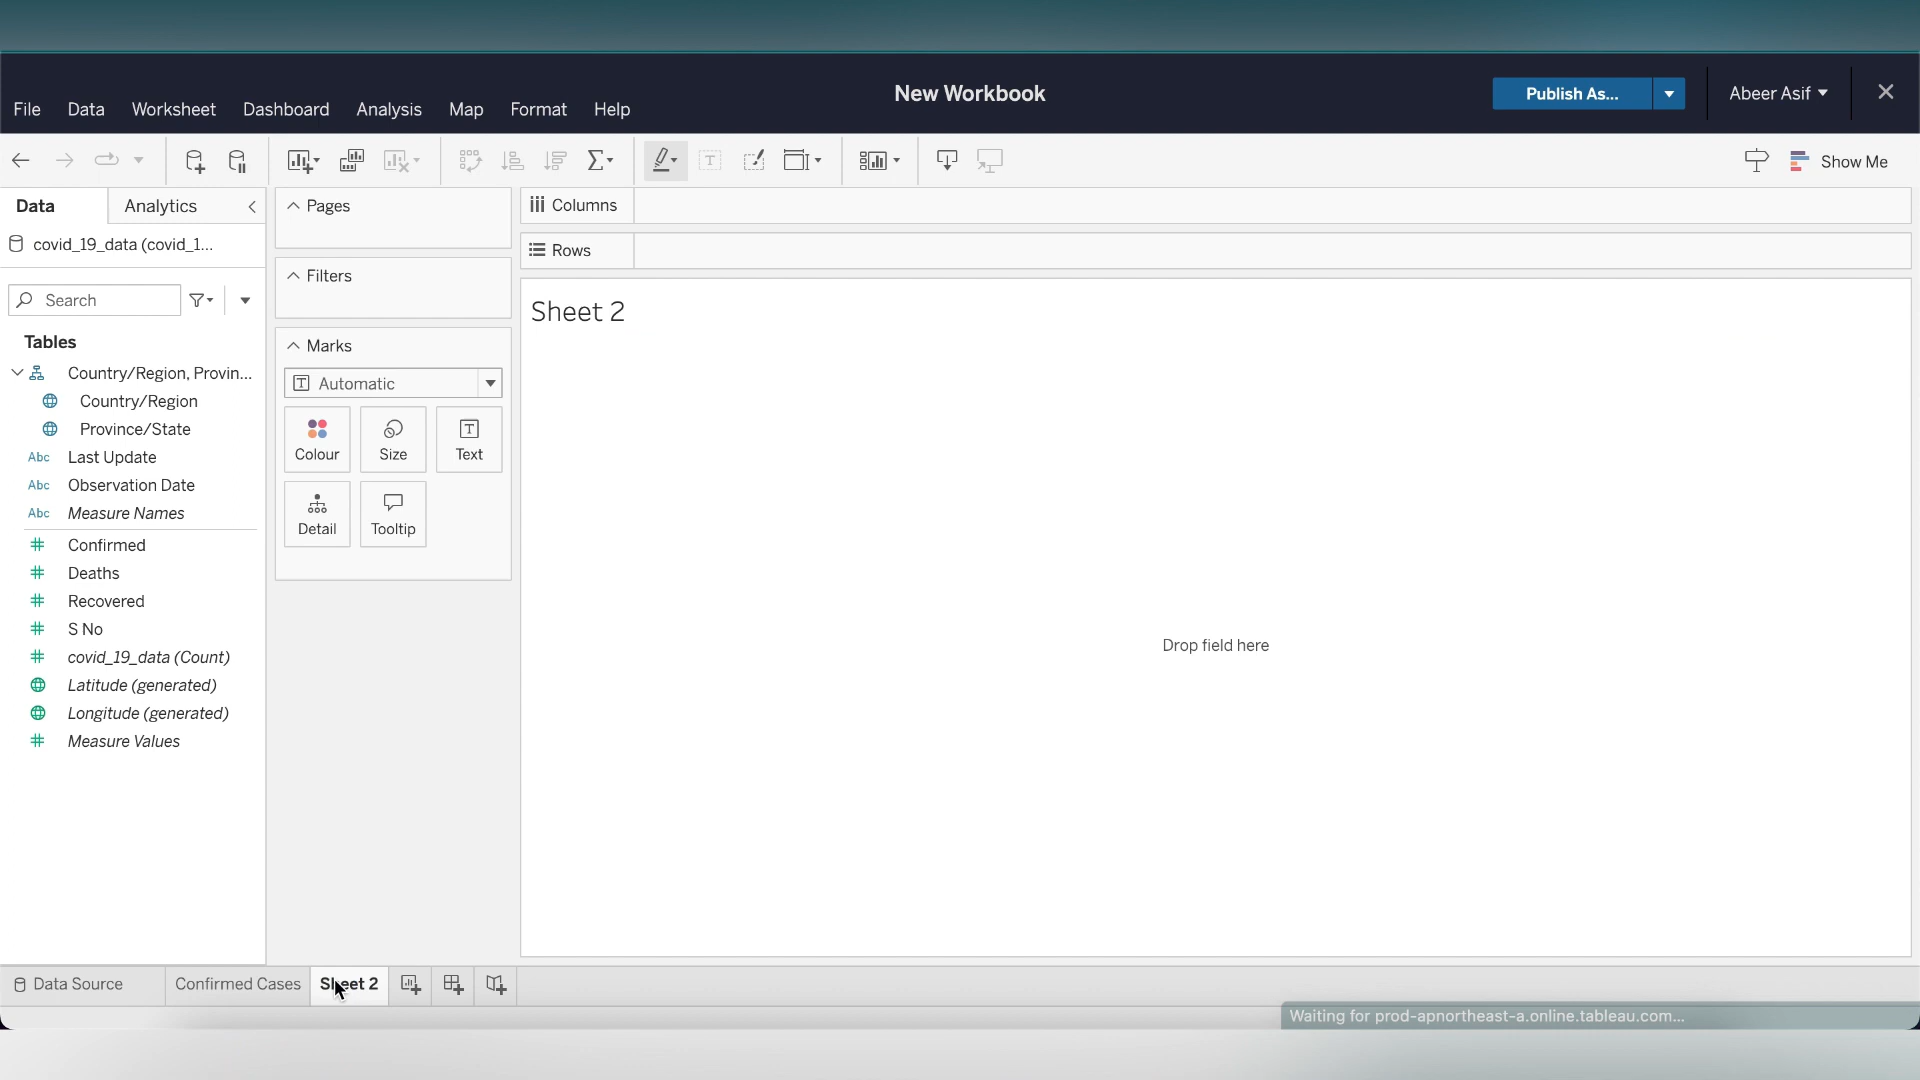 New Workbook
Publish As...
Abeer Asif
File Data Worksheet Dashboard Analysis Map Format Help
Show Me
Data Analytics
covid_19_data (covid_1...
Search
Tables
Country/Region, Provin...
Country/Region
Province/State
Abc Last Update
Abc Observation Date
Abc Measure Names
Confirmed
Deaths
Recovered
S No
covid_19_data (Count)
Latitude (generated)
Longitude (generated)
Measure Values
Pages
Filters
Marks
Automatic
Colour Size Text
Detail Tooltip
Columns
Rows
Sheet 2
Drop field here
Data Source Confirmed Cases Sheet 2
Waiting for prod-apnortheast-a.online.tableau.com...